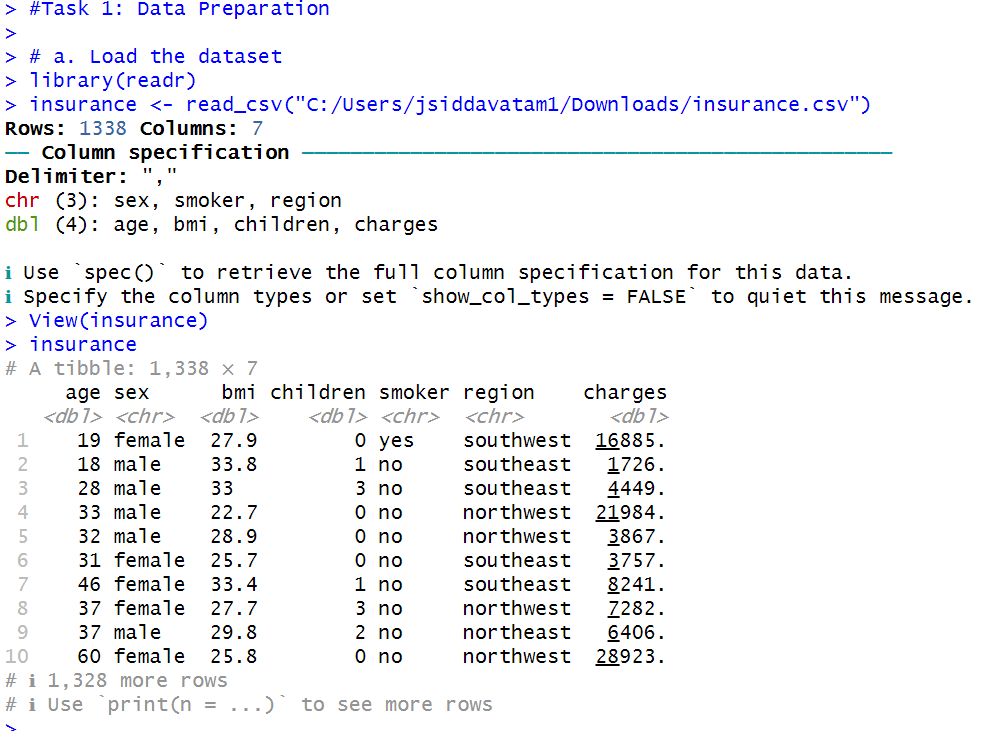 > #Task 1: Data Preparation
>
> # a. Load the dataset
> library(readr)
> insurance <- read_csv("C:/Users/jsiddavatam1/Downloads/insurance.csv")
Rows: 1338 Columns: 7
── Column specification ─────────────────────────────────────────────────
Delimiter: ","
chr (3): sex, smoker, region
dbl (4): age, bmi, children, charges

ℹ Use `spec()` to retrieve the full column specification for this data.
ℹ Specify the column types or set `show_col_types = FALSE` to quiet this message.
> View(insurance)
> insurance
# A tibble: 1,338 × 7
     age sex      bmi children smoker region    charges
   <dbl> <chr>  <dbl>    <dbl> <chr>  <chr>       <dbl>
 1    19 female  27.9        0 yes    southwest  16885.
 2    18 male    33.8        1 no     southeast   1726.
 3    28 male    33          3 no     southeast   4449.
 4    33 male    22.7        0 no     northwest  21984.
 5    32 male    28.9        0 no     northwest   3867.
 6    31 female  25.7        0 no     southeast   3757.
 7    46 female  33.4        1 no     southeast   8241.
 8    37 female  27.7        3 no     northwest   7282.
 9    37 male    29.8        2 no     northeast   6406.
10    60 female  25.8        0 no     northwest  28923.
# ℹ 1,328 more rows
# ℹ Use `print(n = ...)` to see more rows
>